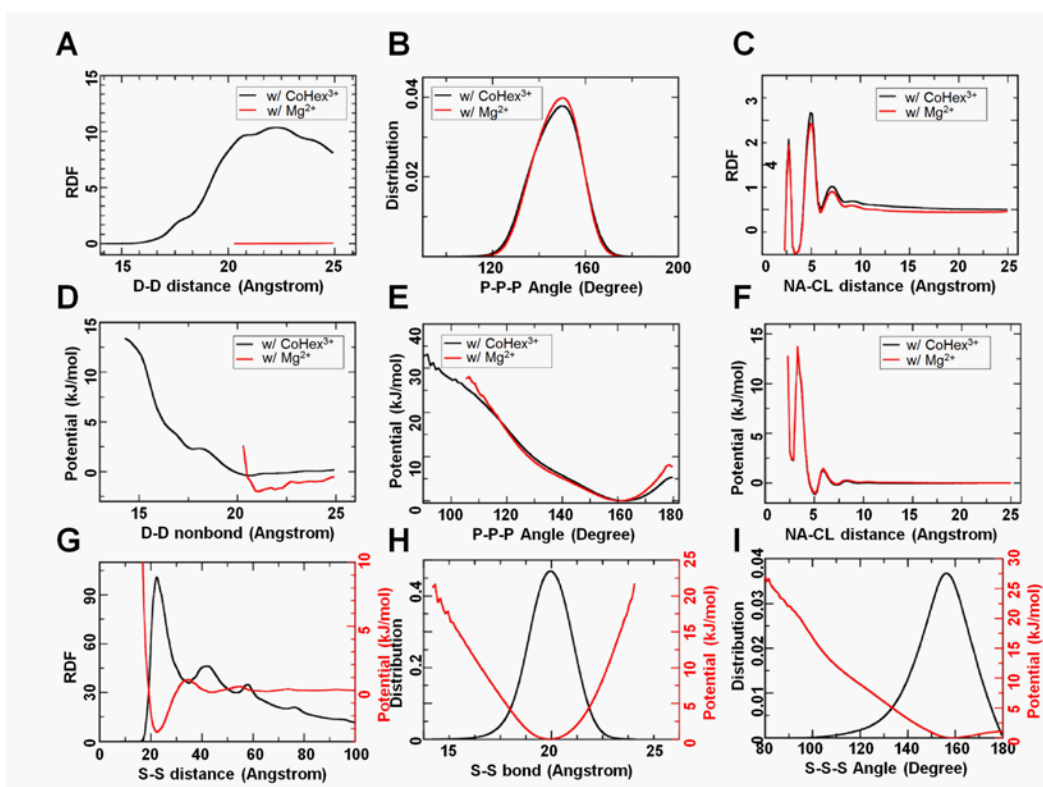 A
15
10
5
0
RDF
w/ CoHex³⁺
w/ Mg²⁺
15 20 25
D-D distance (Angstrom)
B
0.04
0.02
Distribution
w/ CoHex³⁺
w/ Mg²⁺
120 160 200
P-P-P Angle (Degree)
C
3
2
1
0
4
RDF
w/ CoHex³⁺
w/ Mg²⁺
0 5 10 15 20 25
NA-CL distance (Angstrom)
D
15
10
5
0
Potential (kJ/mol)
w/ CoHex³⁺
w/ Mg²⁺
15 20 25
D-D nonbond (Angstrom)
E
40
30
20
10
0
Potential (kJ/mol)
w/ CoHex³⁺
w/ Mg²⁺
100 120 140 160 180
P-P-P Angle (Degree)
F
15
10
5
0
Potential (kJ/mol)
w/ CoHex³⁺
w/ Mg²⁺
0 5 10 15 20 25
NA-CL distance (Angstrom)
G
90
60
30
0
RDF
10
5
0
Potential (kJ/mol)
0 20 40 60 80 100
S-S distance (Angstrom)
H
0.4
0.2
0
Distribution
25
20
15
10
5
0
Potential (kJ/mol)
15 20 25
S-S bond (Angstrom)
I
0.04
0.03
0.02
0.01
0.00
Distribution
30
25
20
15
10
5
0
Potential (kJ/mol)
80 100 120 140 160 180
S-S-S Angle (Degree)